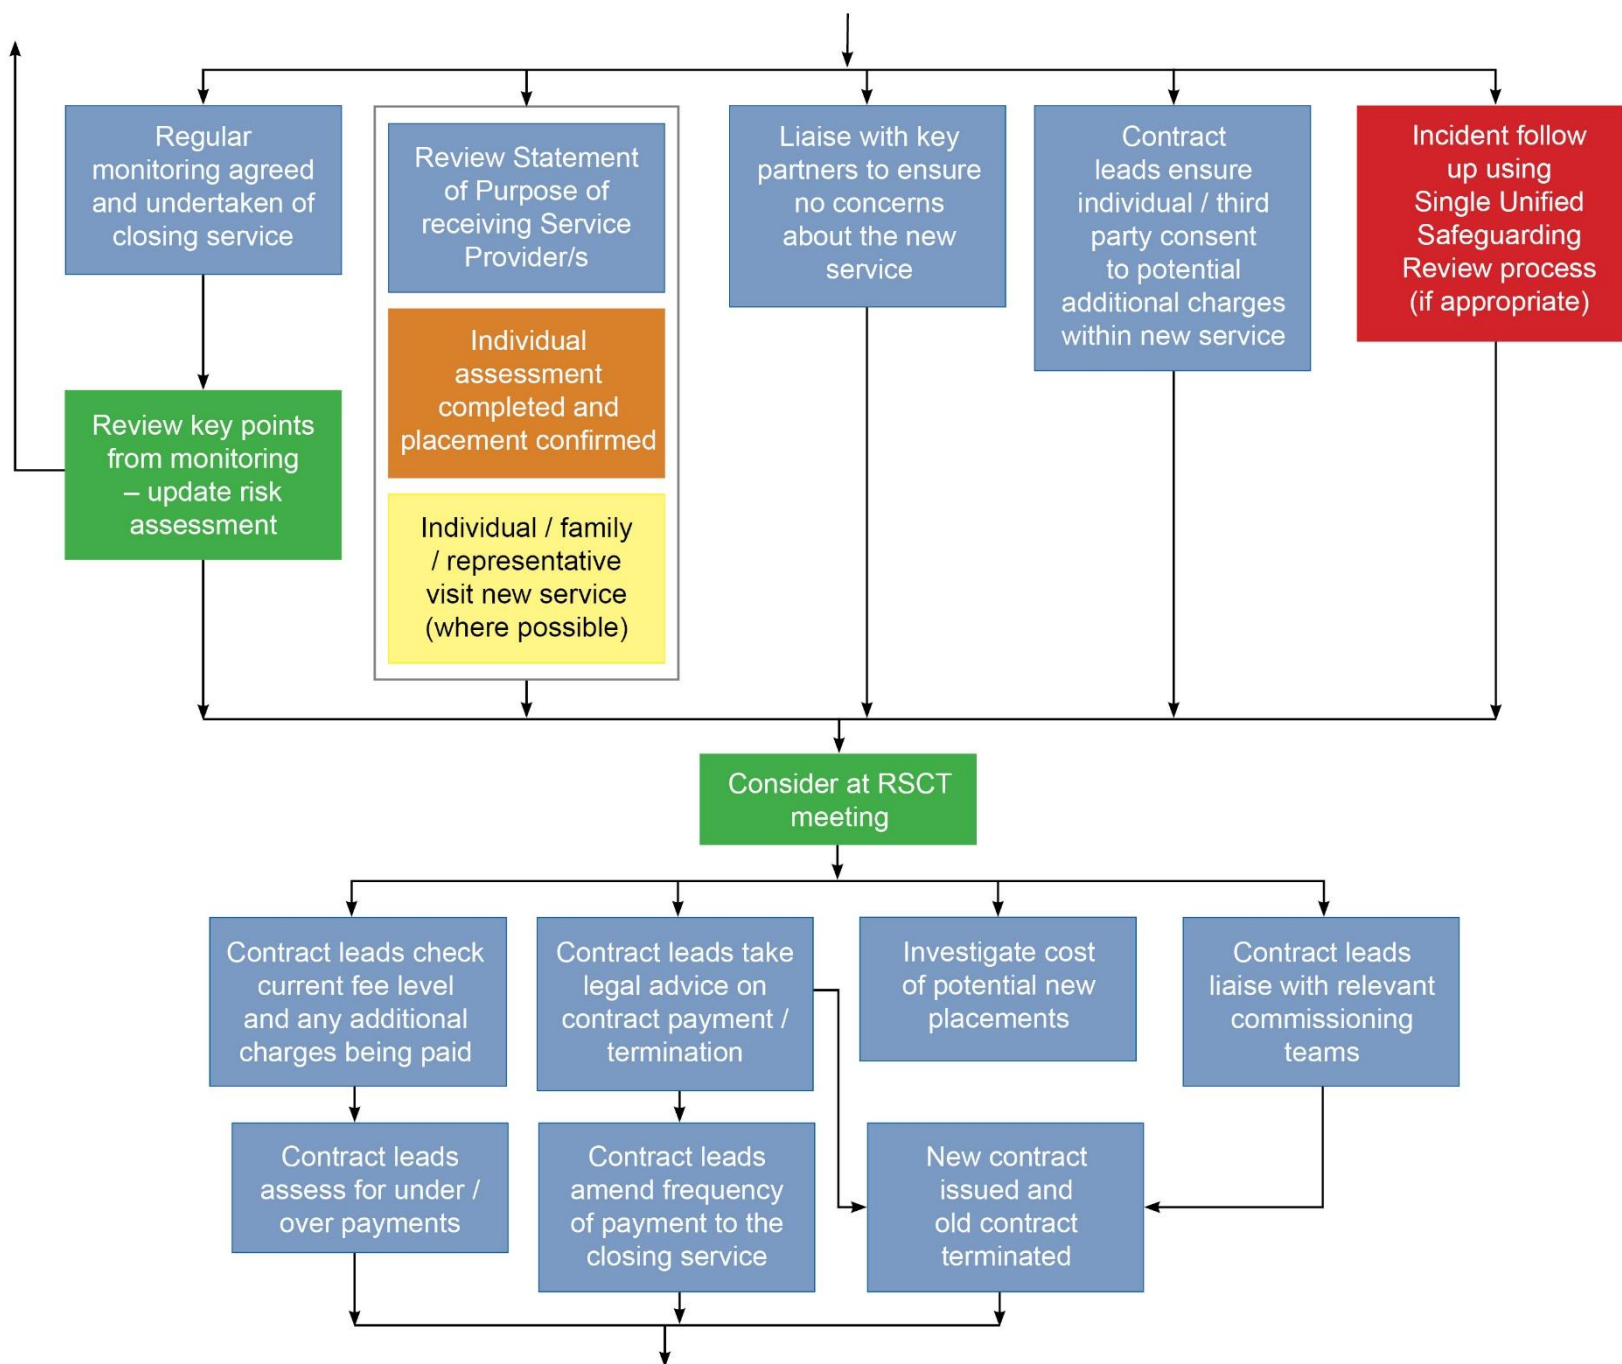 Regular
monitoring agreed
and undertaken of
closing service
Review key points
from monitoring
– update risk
assessment
Review Statement
of Purpose of
receiving Service
Provider/s
Individual
assessment
completed and
placement confirmed
Individual / family
/ representative
visit new service
(where possible)
Liaise with key
partners to ensure
no concerns
about the new
service
Contract
leads ensure
individual / third
party consent
to potential
additional charges
within new service
Incident follow
up using
Single Unified
Safeguarding
Review process
(if appropriate)
Consider at RSCT
meeting
Contract leads check
current fee level
and any additional
charges being paid
Contract leads take
legal advice on
contract payment /
termination
Investigate cost
of potential new
placements
Contract leads
liaise with relevant
commissioning
teams
Contract leads
assess for under /
over payments
Contract leads
amend frequency
of payment to the
closing service
New contract
issued and
old contract
terminated